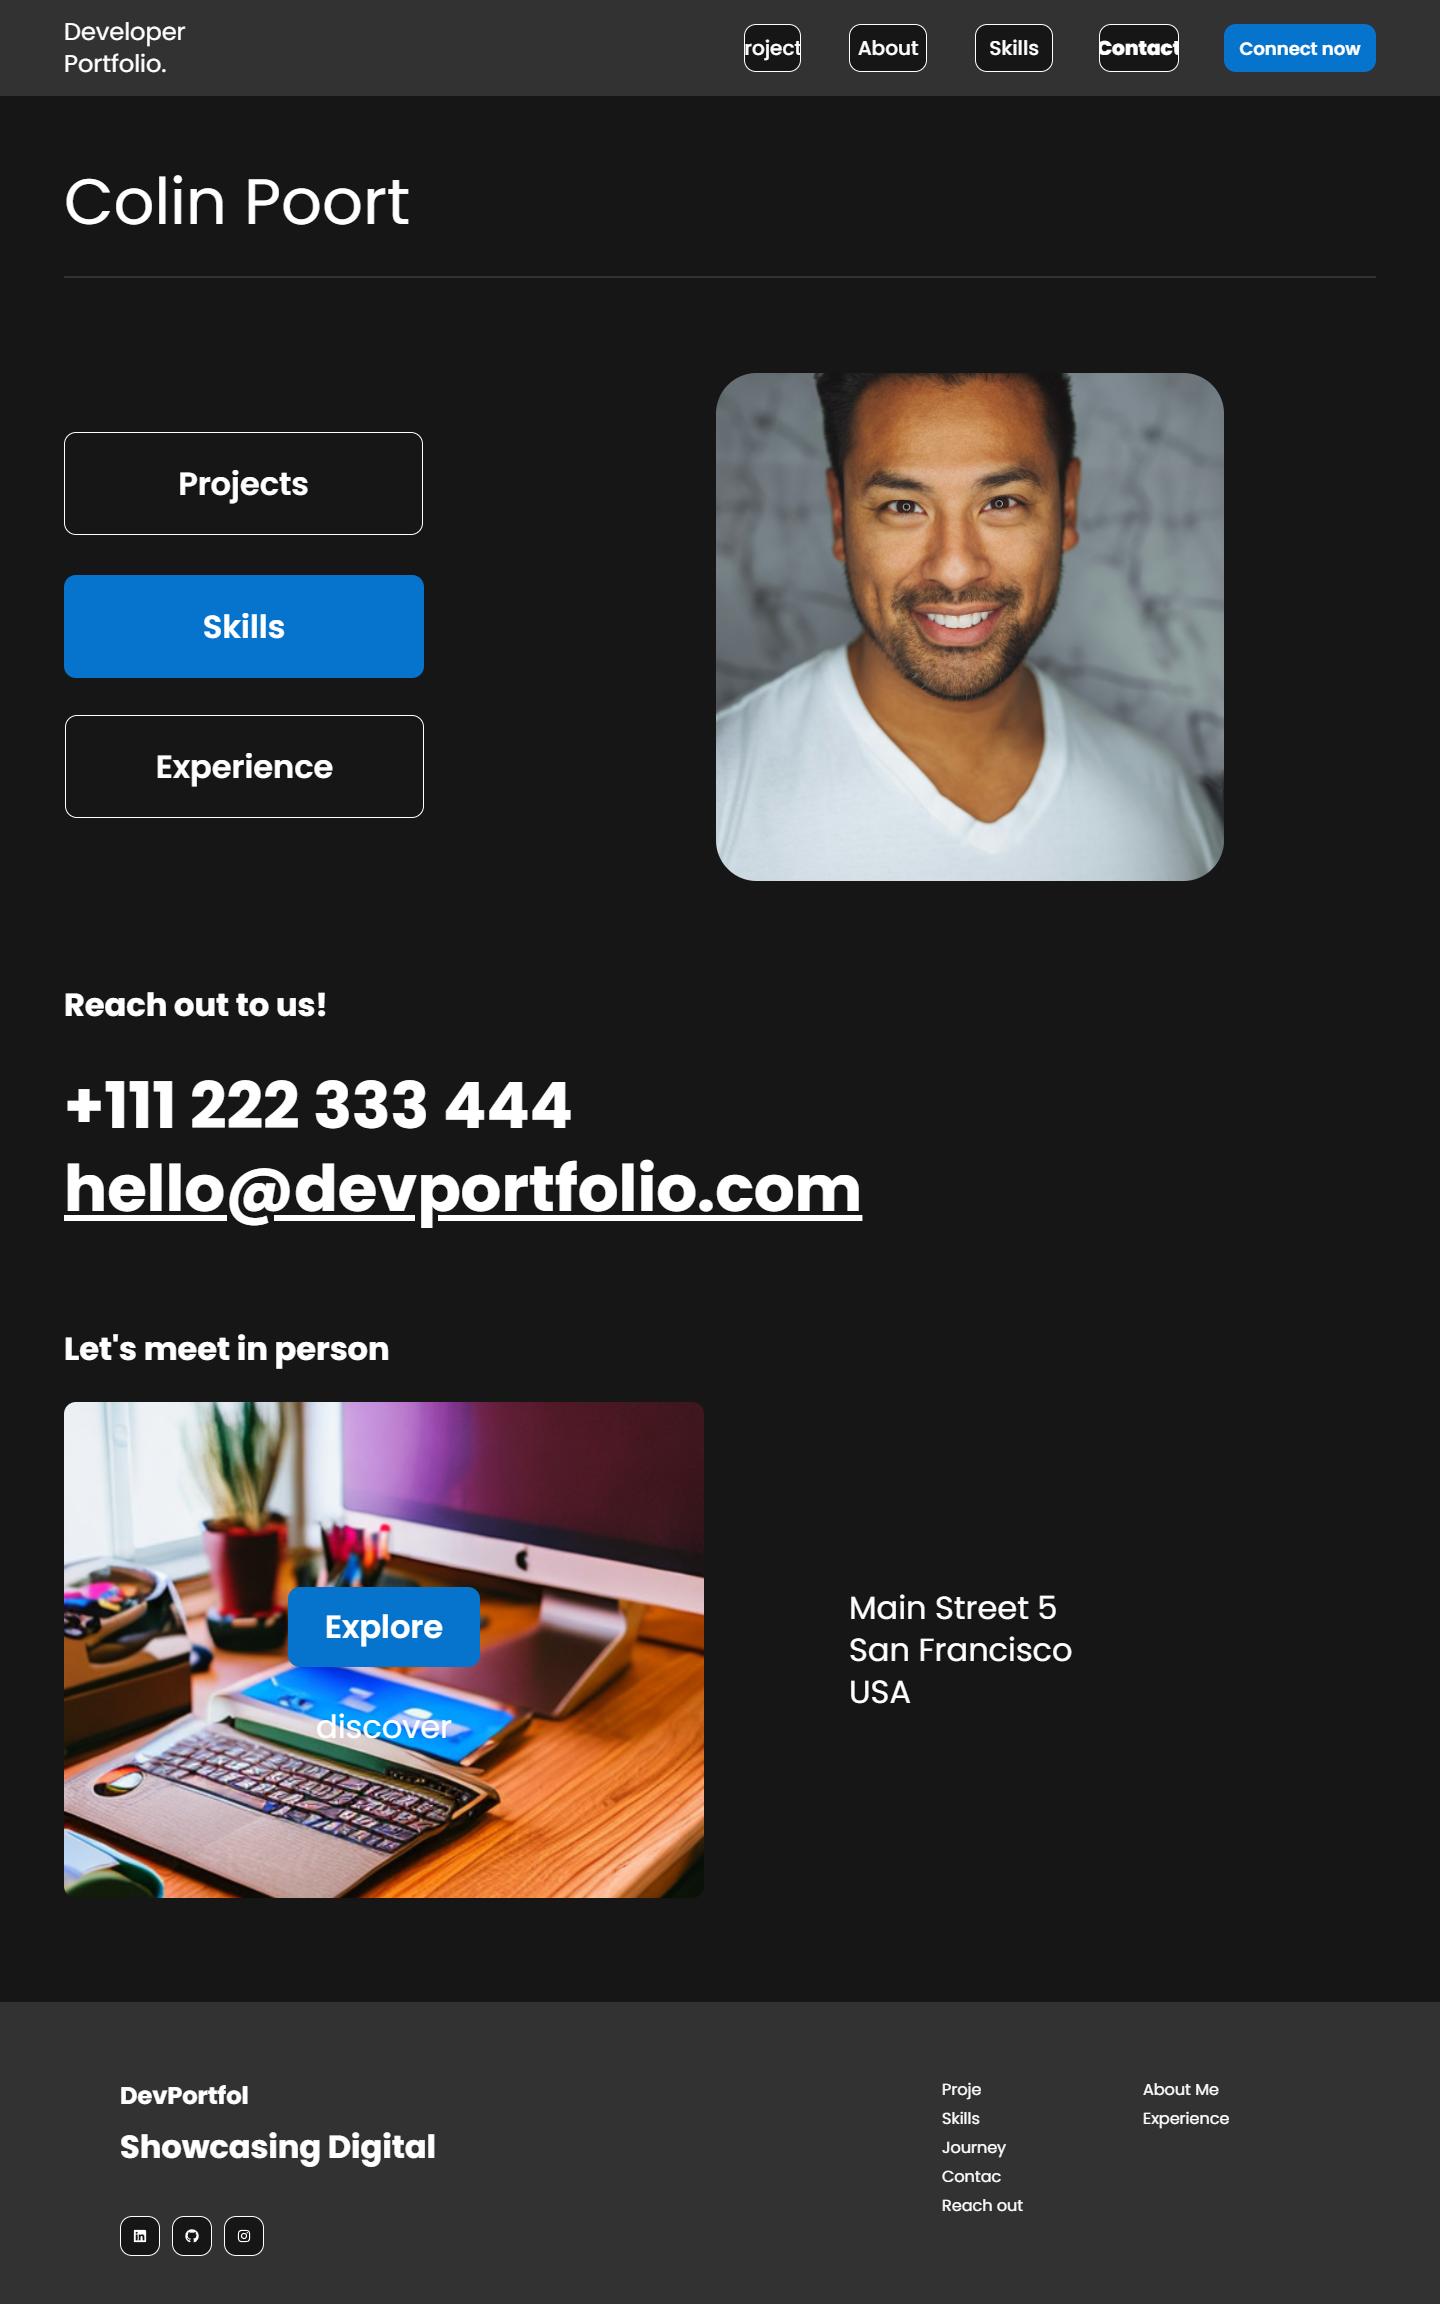 Developer
Portfolio.
roject
About
Skills
Contact
Connect now
Colin Poort
Projects
Skills
Experience
Reach out to us!
+111 222 333 444
hello@devportfolio.com
Let's meet in person
Explore
discover
Main Street 5
San Francisco
USA
DevPortfol
Showcasing Digital
Proje
Skills
Journey
Contac
Reach out
About Me
Experience